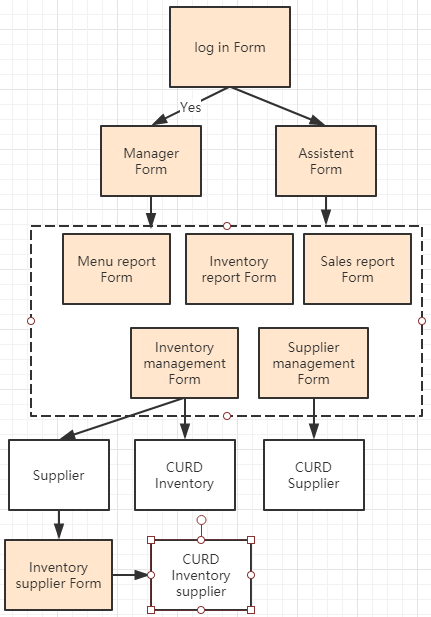 log in Form
Yes
Manager
Form
Assistent
Form
Menu report
Form
Inventory
report Form
Sales report
Form
Inventory
management
Form
Supplier
management
Form
Supplier
CURD
Inventory
CURD
Supplier
Inventory
supplier Form
CURD
Inventory
supplier